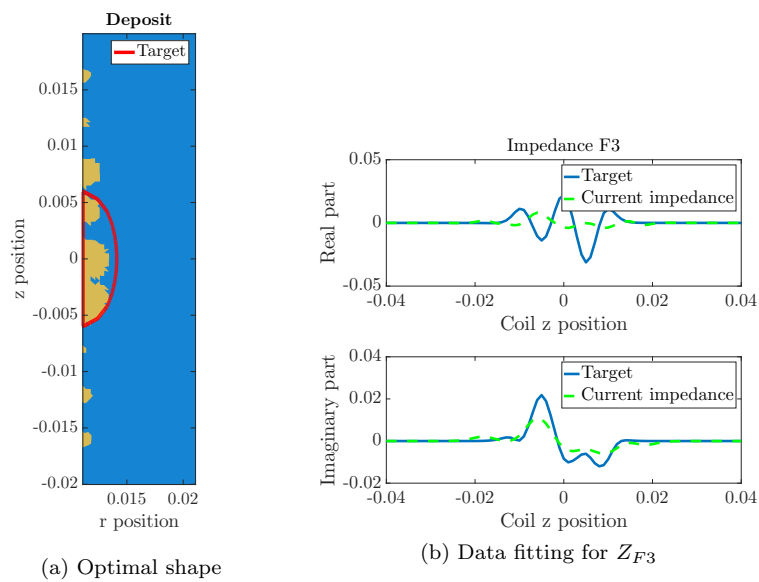 Deposit
Target
0.015
0.01
0.005
0
-0.005
-0.01
-0.015
-0.02
z position
0.015
0.02
r position
(a) Optimal shape
Impedance F3
Target
Current impedance
0.05
0
-0.05
Real part
-0.04
-0.02
0
0.02
0.04
Coil z position
Target
Current impedance
0.04
0.02
0
-0.02
Imaginary part
-0.04
-0.02
0
0.02
0.04
Coil z position
(b) Data fitting for Z_{F3}